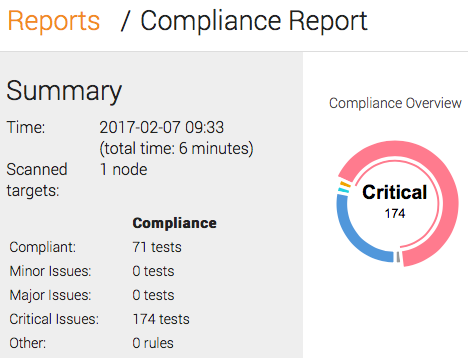 Reports / Compliance Report
Summary
Time: 2017-02-07 09:33
(total time: 6 minutes)
Scanned targets: 1 node
Compliance
Compliant: 71 tests
Minor Issues: 0 tests
Major Issues: 0 tests
Critical Issues: 174 tests
Other: 0 rules
Compliance Overview
Critical
174